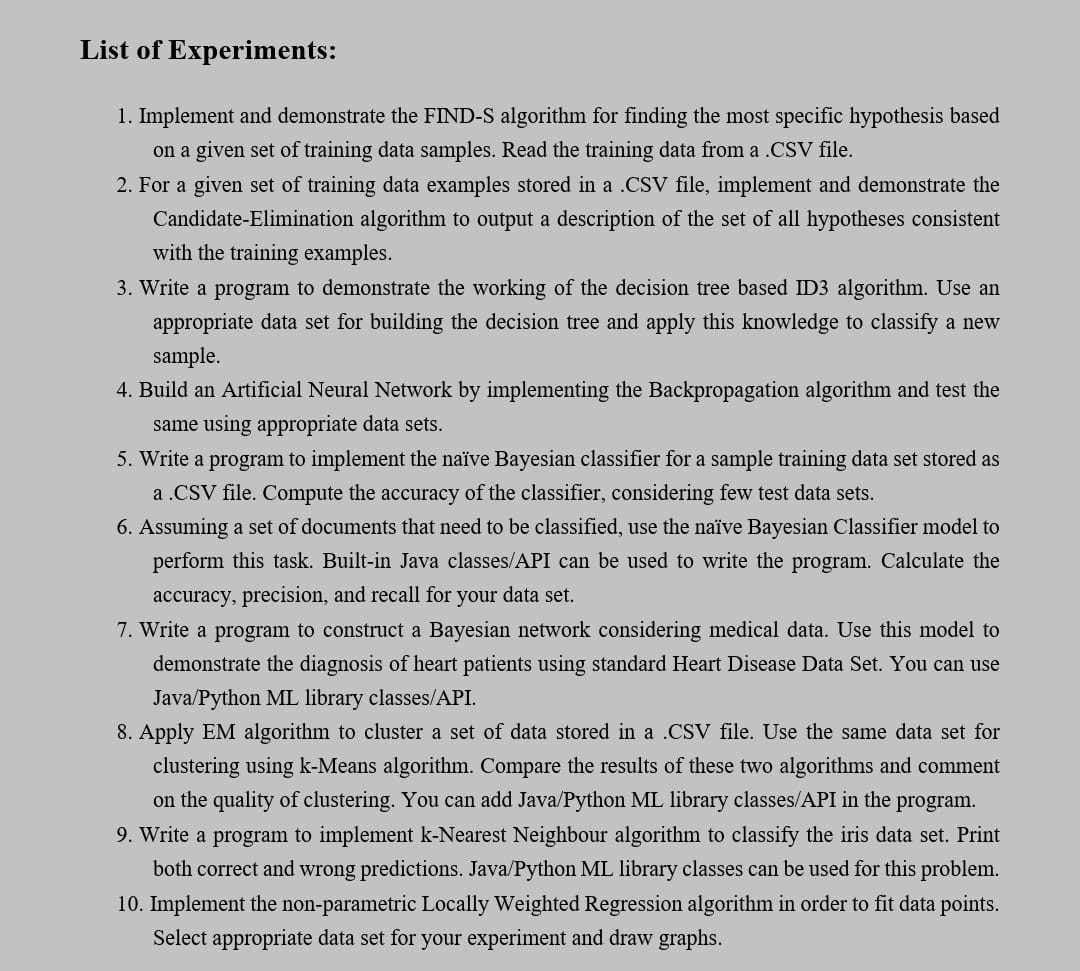 List of Experiments:
1. Implement and demonstrate the FIND-S algorithm for finding the most specific hypothesis based
on a given set of training data samples. Read the training data from a .CSV file.
2. For a given set of training data examples stored in a .CSV file, implement and demonstrate the
Candidate-Elimination algorithm to output a description of the set of all hypotheses consistent
with the training examples.
3. Write a program to demonstrate the working of the decision tree based ID3 algorithm. Use an
appropriate data set for building the decision tree and apply this knowledge to classify a new
sample.
4. Build an Artificial Neural Network by implementing the Backpropagation algorithm and test the
same using appropriate data sets.
5. Write a program to implement the naïve Bayesian classifier for a sample training data set stored as
a .CSV file. Compute the accuracy of the classifier, considering few test data sets.
6. Assuming a set of documents that need to be classified, use the naïve Bayesian Classifier model to
perform this task. Built-in Java classes/API can be used to write the program. Calculate the
accuracy, precision, and recall for your data set.
7. Write a program to construct a Bayesian network considering medical data. Use this model to
demonstrate the diagnosis of heart patients using standard Heart Disease Data Set. You can use
Java/Python ML library classes/API.
8. Apply EM algorithm to cluster a set of data stored in a .CSV file. Use the same data set for
clustering using k-Means algorithm. Compare the results of these two algorithms and comment
on the quality of clustering. You can add Java/Python ML library classes/API in the program.
9. Write a program to implement k-Nearest Neighbour algorithm to classify the iris data set. Print
both correct and wrong predictions. Java/Python ML library classes can be used for this problem.
10. Implement the non-parametric Locally Weighted Regression algorithm in order to fit data points.
Select appropriate data set for your experiment and draw graphs.